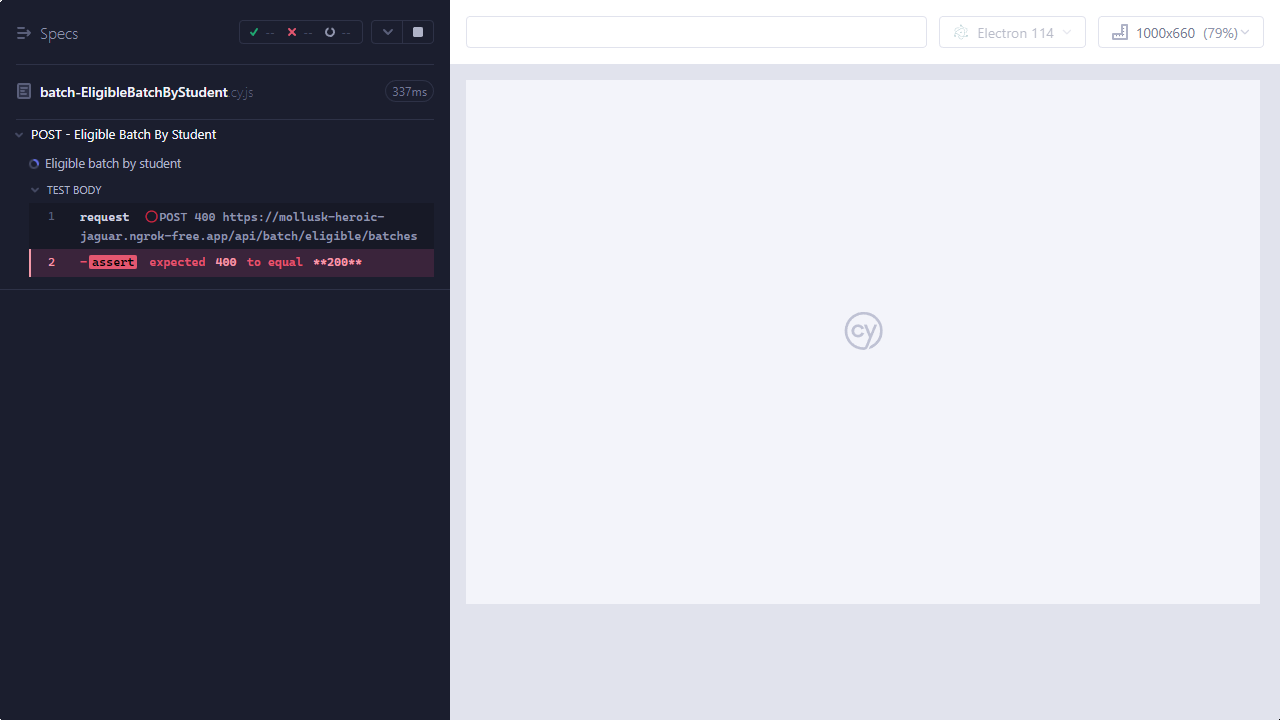 Specs
-- -- --
batch-EligibleBatchByStudent.cy.js 337ms
POST - Eligible Batch By Student
Eligible batch by student
TEST BODY
1 request POST 400 https://mollusk-heroic-
jaguar.ngrok-free.app/api/batch/eligible/batches
2 -assert expected 400 to equal **200**
Electron 114
1000x660 (79%)
cy